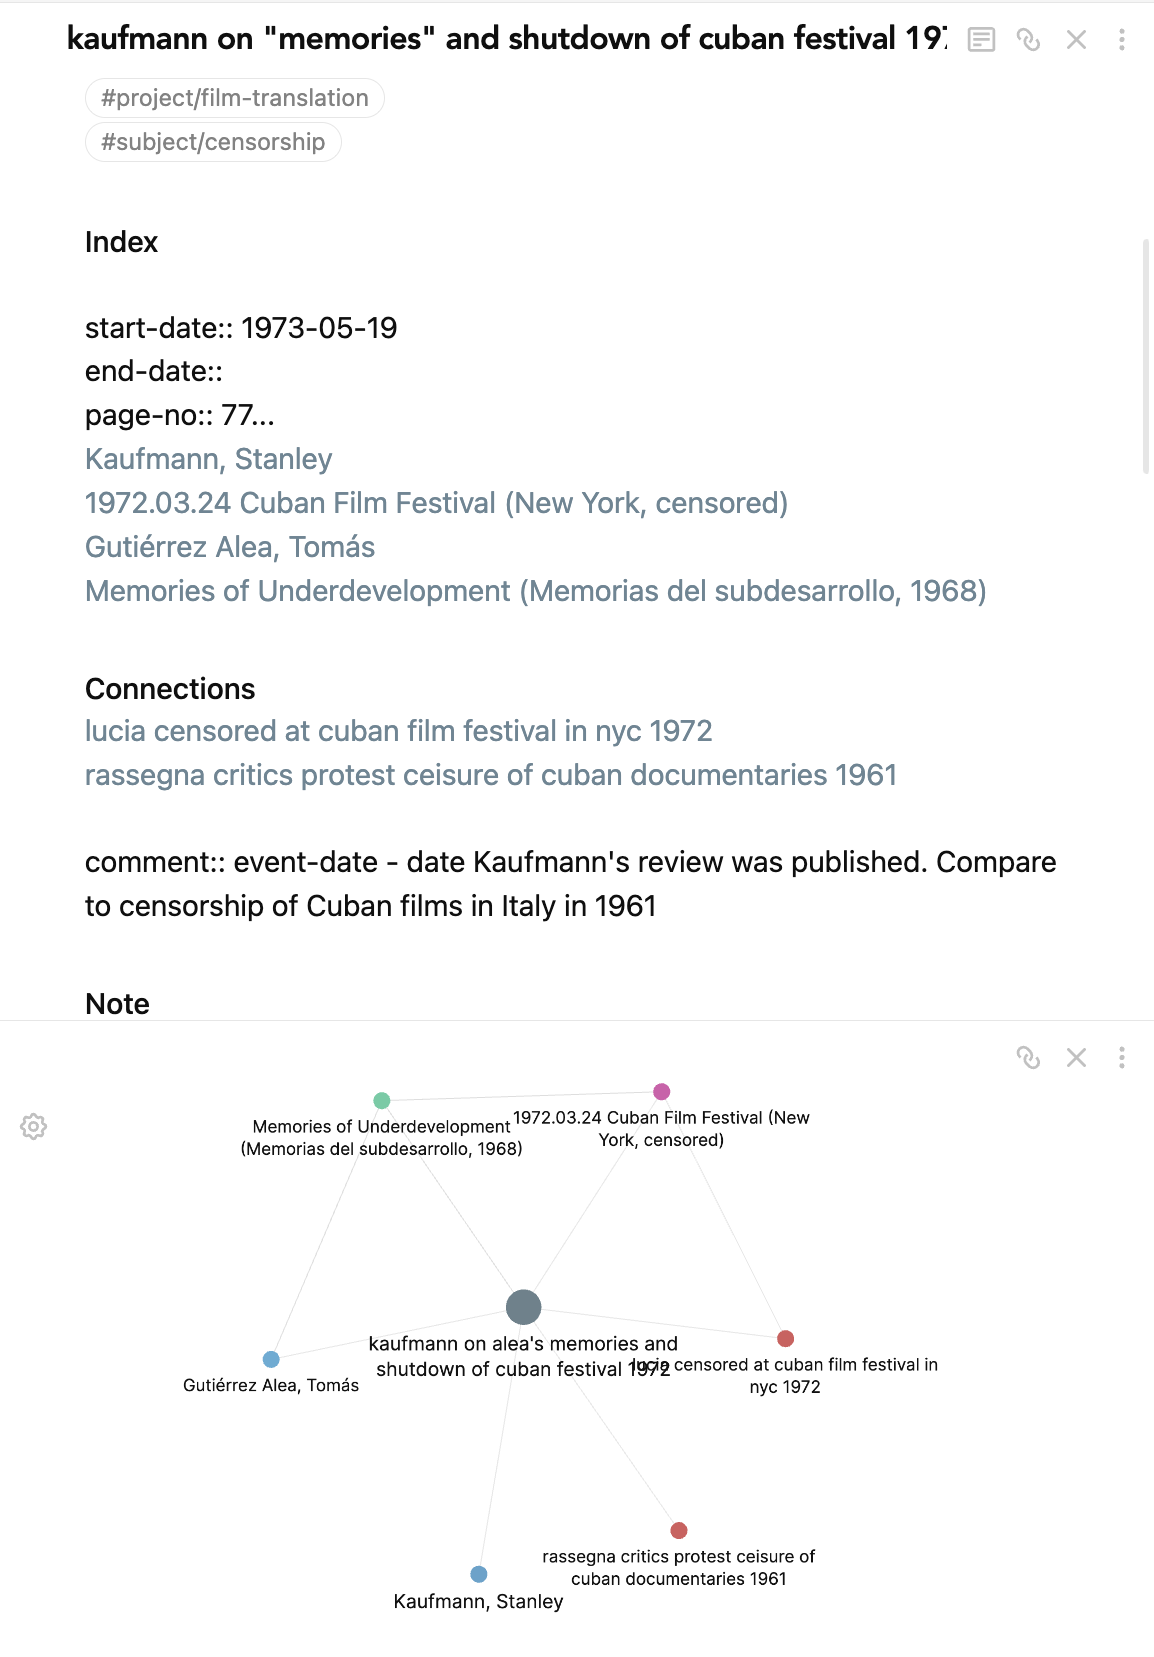 kaufmann on "memories" and shutdown of cuban festival 197
#project/film-translation
#subject/censorship
Index
start-date:: 1973-05-19
end-date::
page-no:: 77...
Kaufmann, Stanley
1972.03.24 Cuban Film Festival (New York, censored)
Gutiérrez Alea, Tomás
Memories of Underdevelopment (Memorias del subdesarrollo, 1968)
Connections
lucia censored at cuban film festival in nyc 1972
rassegna critics protest ceisure of cuban documentaries 1961
comment:: event-date - date Kaufmann's review was published. Compare
to censorship of Cuban films in Italy in 1961
Note
Memories of Underdevelopment
(Memorias del subdesarrollo, 1968)
1972.03.24 Cuban Film Festival (New
York, censored)
kaufmann on alea's memories and
shutdown of cuban festival 1972
lucia censored at cuban film festival in
nyc 1972
Gutiérrez Alea, Tomás
rassegna critics protest ceisure of
cuban documentaries 1961
Kaufmann, Stanley